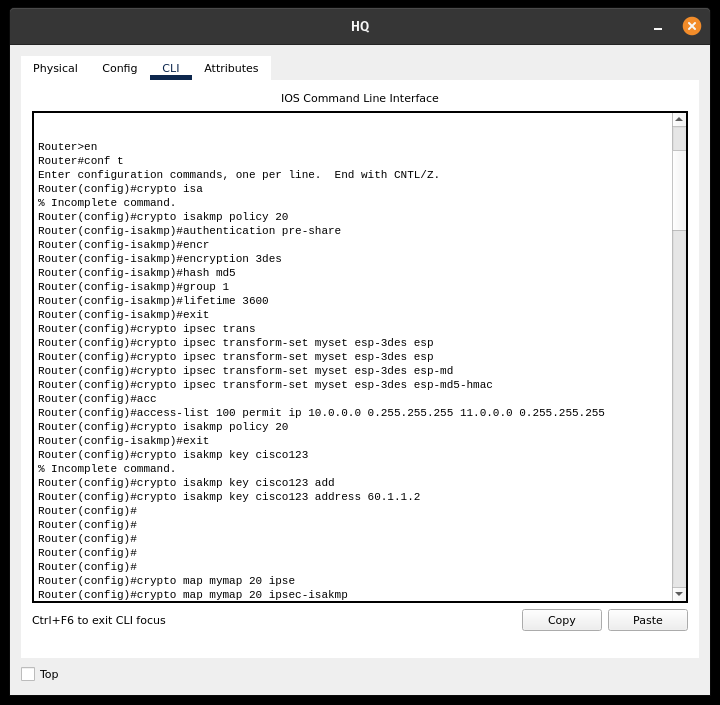 HQ
Physical Config CLI Attributes
IOS Command Line Interface
Router>en
Router#conf t
Enter configuration commands, one per line.  End with CNTL/Z.
Router(config)#crypto isa
% Incomplete command.
Router(config)#crypto isakmp policy 20
Router(config-isakmp)#authentication pre-share
Router(config-isakmp)#encr
Router(config-isakmp)#encryption 3des
Router(config-isakmp)#hash md5
Router(config-isakmp)#group 1
Router(config-isakmp)#lifetime 3600
Router(config-isakmp)#exit
Router(config)#crypto ipsec trans
Router(config)#crypto ipsec transform-set myset esp-3des esp
Router(config)#crypto ipsec transform-set myset esp-3des esp
Router(config)#crypto ipsec transform-set myset esp-3des esp-md
Router(config)#crypto ipsec transform-set myset esp-3des esp-md5-hmac
Router(config)#acc
Router(config)#access-list 100 permit ip 10.0.0.0 0.255.255.255 11.0.0.0 0.255.255.255
Router(config)#crypto isakmp policy 20
Router(config-isakmp)#exit
Router(config)#crypto isakmp key cisco123
% Incomplete command.
Router(config)#crypto isakmp key cisco123 add
Router(config)#crypto isakmp key cisco123 address 60.1.1.2
Router(config)#
Router(config)#
Router(config)#
Router(config)#
Router(config)#
Router(config)#crypto map mymap 20 ipse
Router(config)#crypto map mymap 20 ipsec-isakmp
Ctrl+F6 to exit CLI focus
Copy
Paste
Top